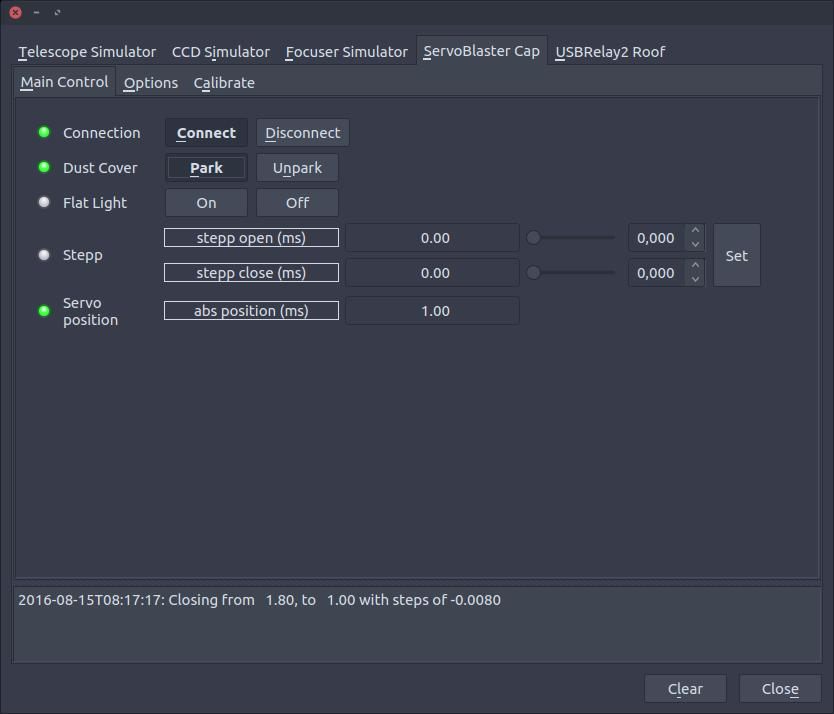 Telescope Simulator CCD Simulator Focuser Simulator ServoBlaster Cap USBRelay2 Roof
Main Control Options Calibrate
Connection Connect Disconnect
Dust Cover Park Unpark
Flat Light On Off
Stepp
stepp open (ms) 0.00 0,000
stepp close (ms) 0.00 0,000
Set
Servo
position
abs position (ms) 1.00
2016-08-15T08:17:17: Closing from 1.80, to 1.00 with steps of -0.0080
Clear Close